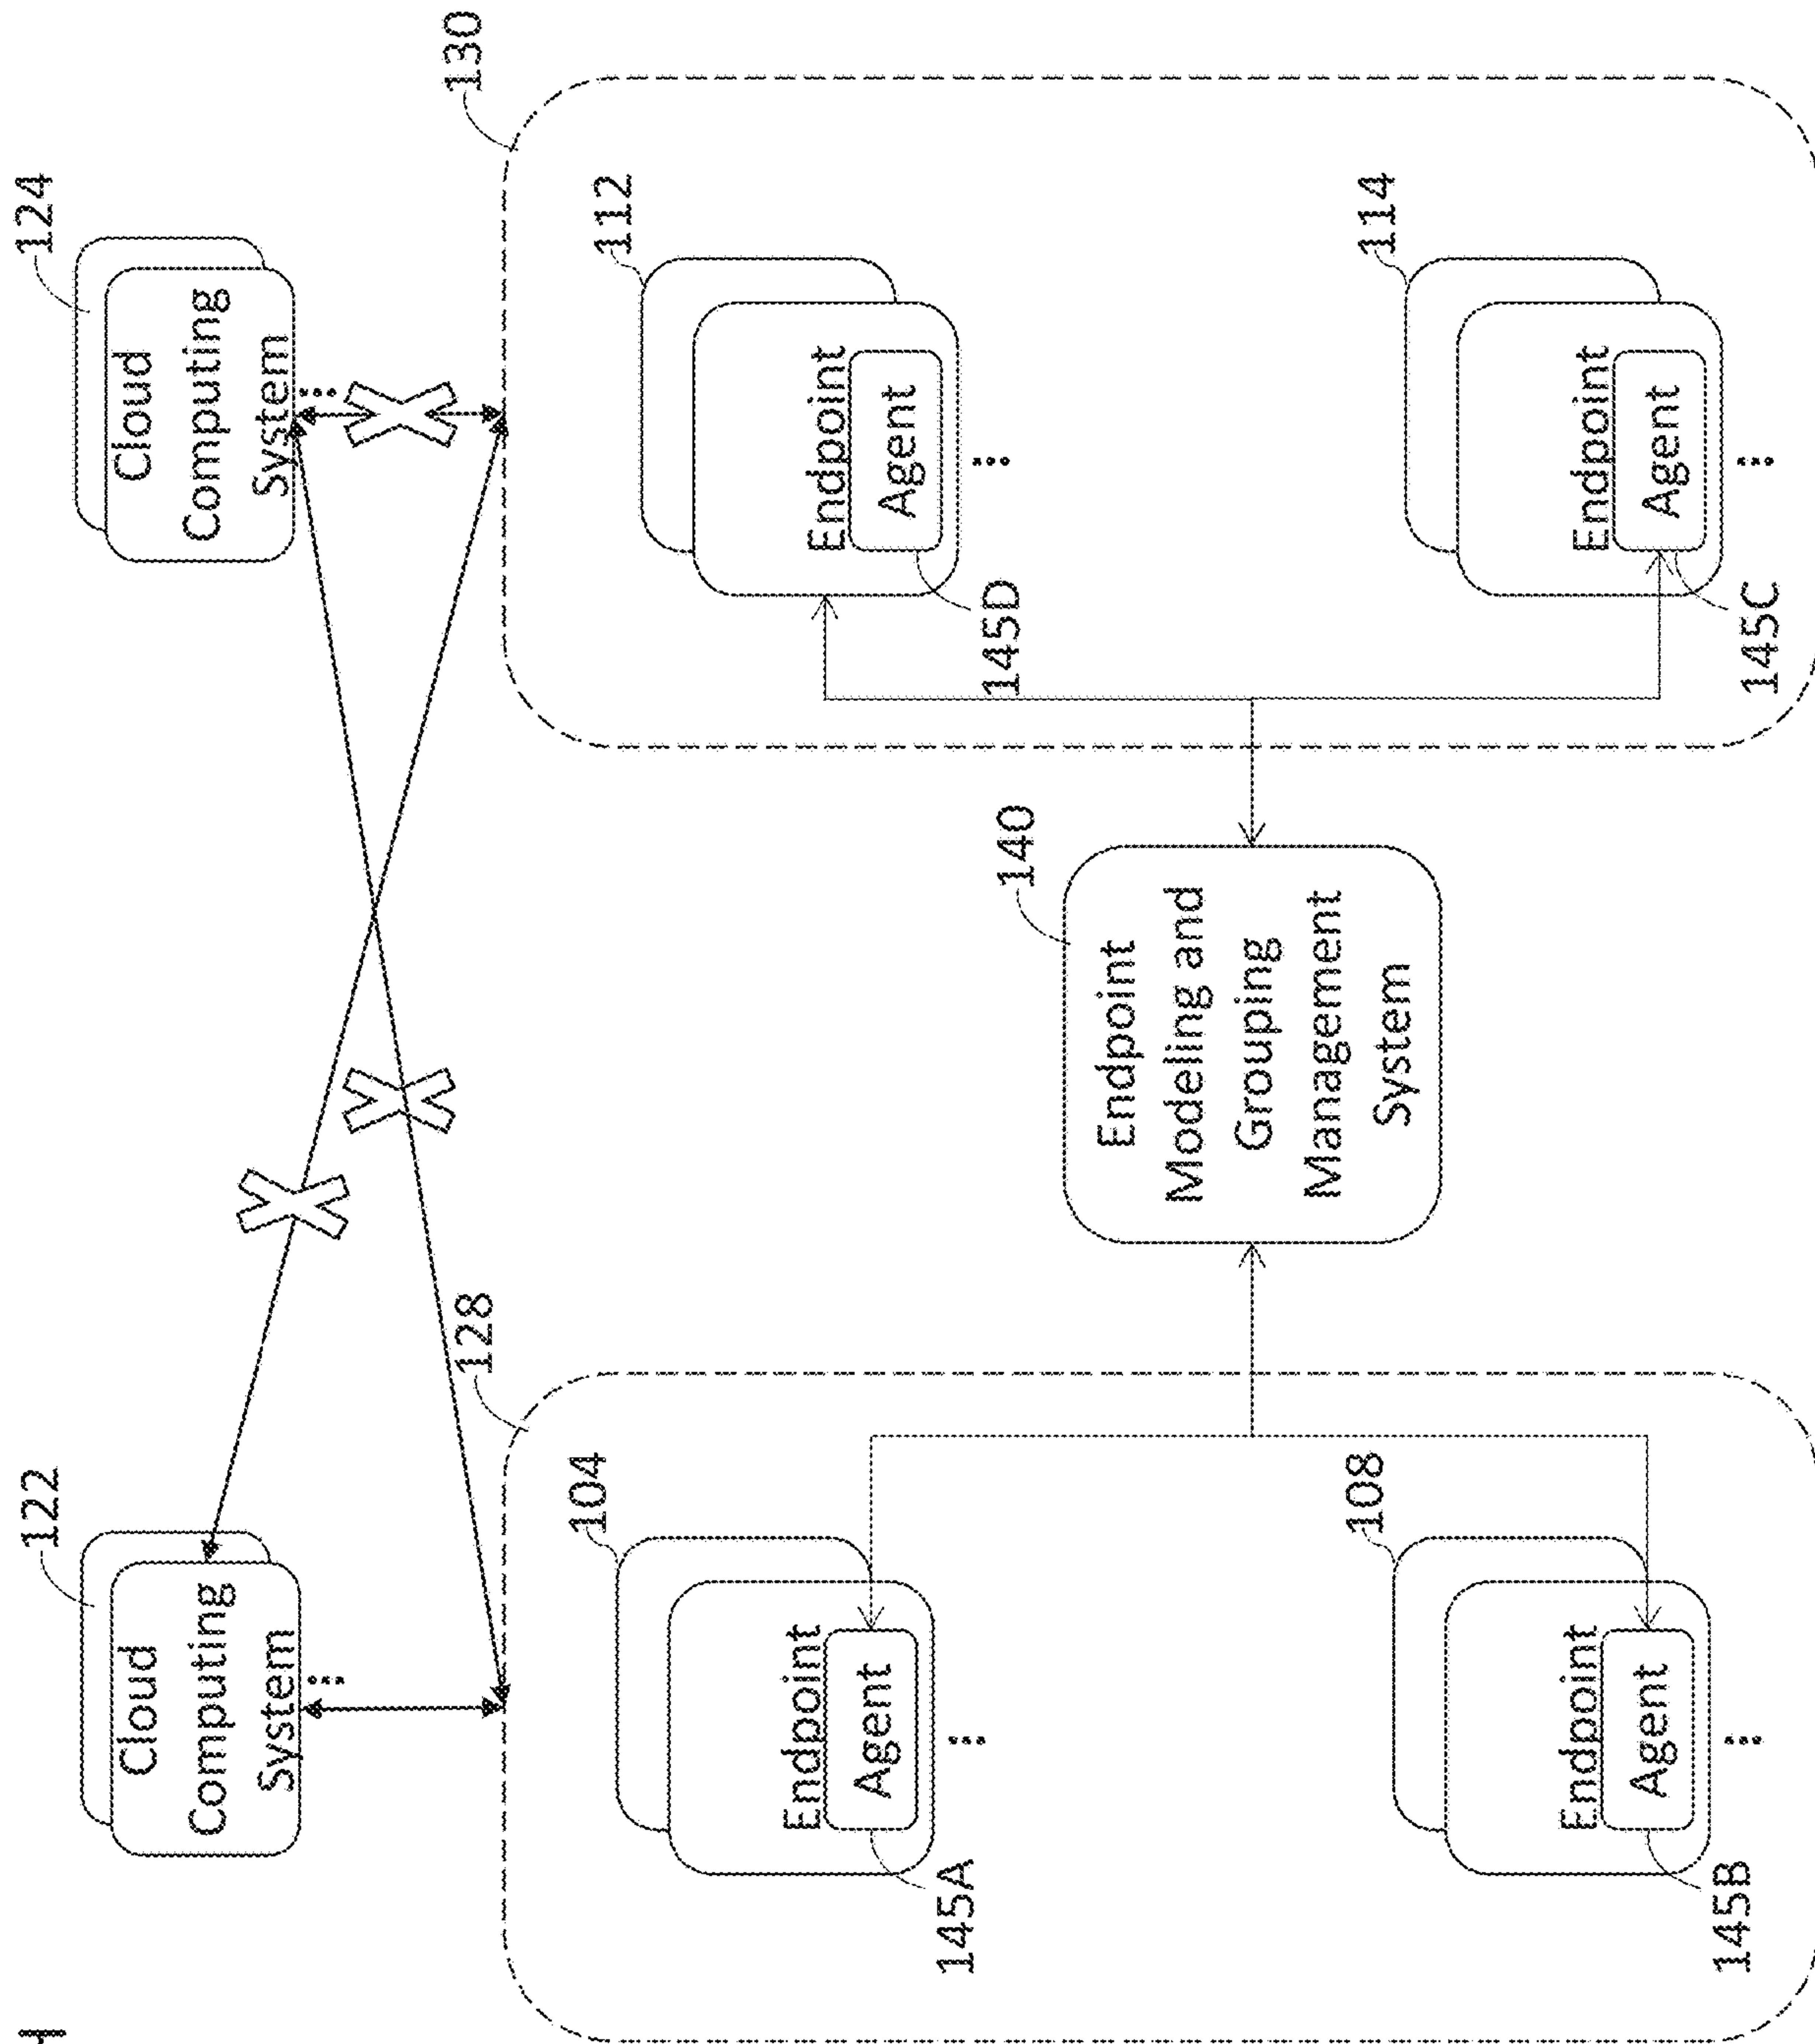 122
Cloud
Computing
System
...
124
Cloud
Computing
System
...
128
130
104
Endpoint
Agent
145A
...
112
Endpoint
Agent
145D
...
140
Endpoint
Modeling and
Grouping
Management
System
108
Endpoint
Agent
145B
...
114
Endpoint
Agent
145C
...